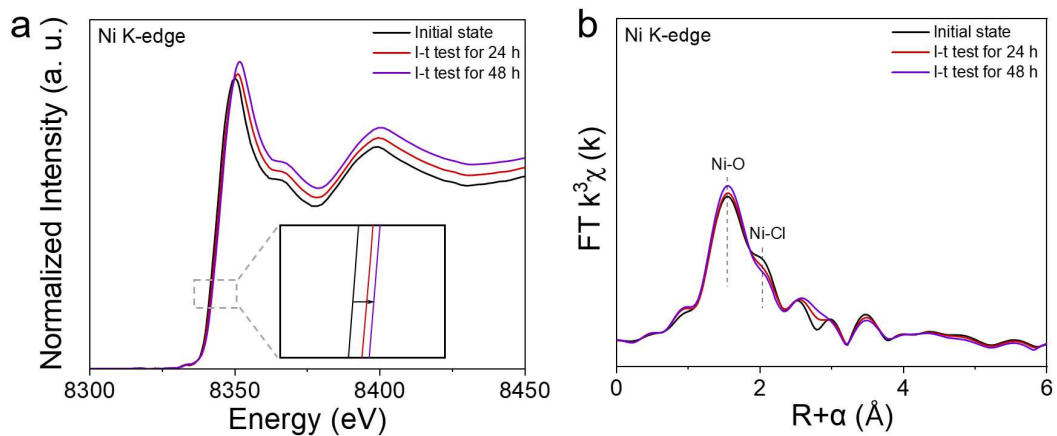 a
Ni K-edge
Initial state
I-t test for 24 h
I-t test for 48 h
Normalized Intensity (a. u.)
8300
8350
8400
8450
Energy (eV)
b
Ni K-edge
Initial state
I-t test for 24 h
I-t test for 48 h
Ni-O
Ni-Cl
FT k³χ (k)
0
2
4
6
R+α (Å)